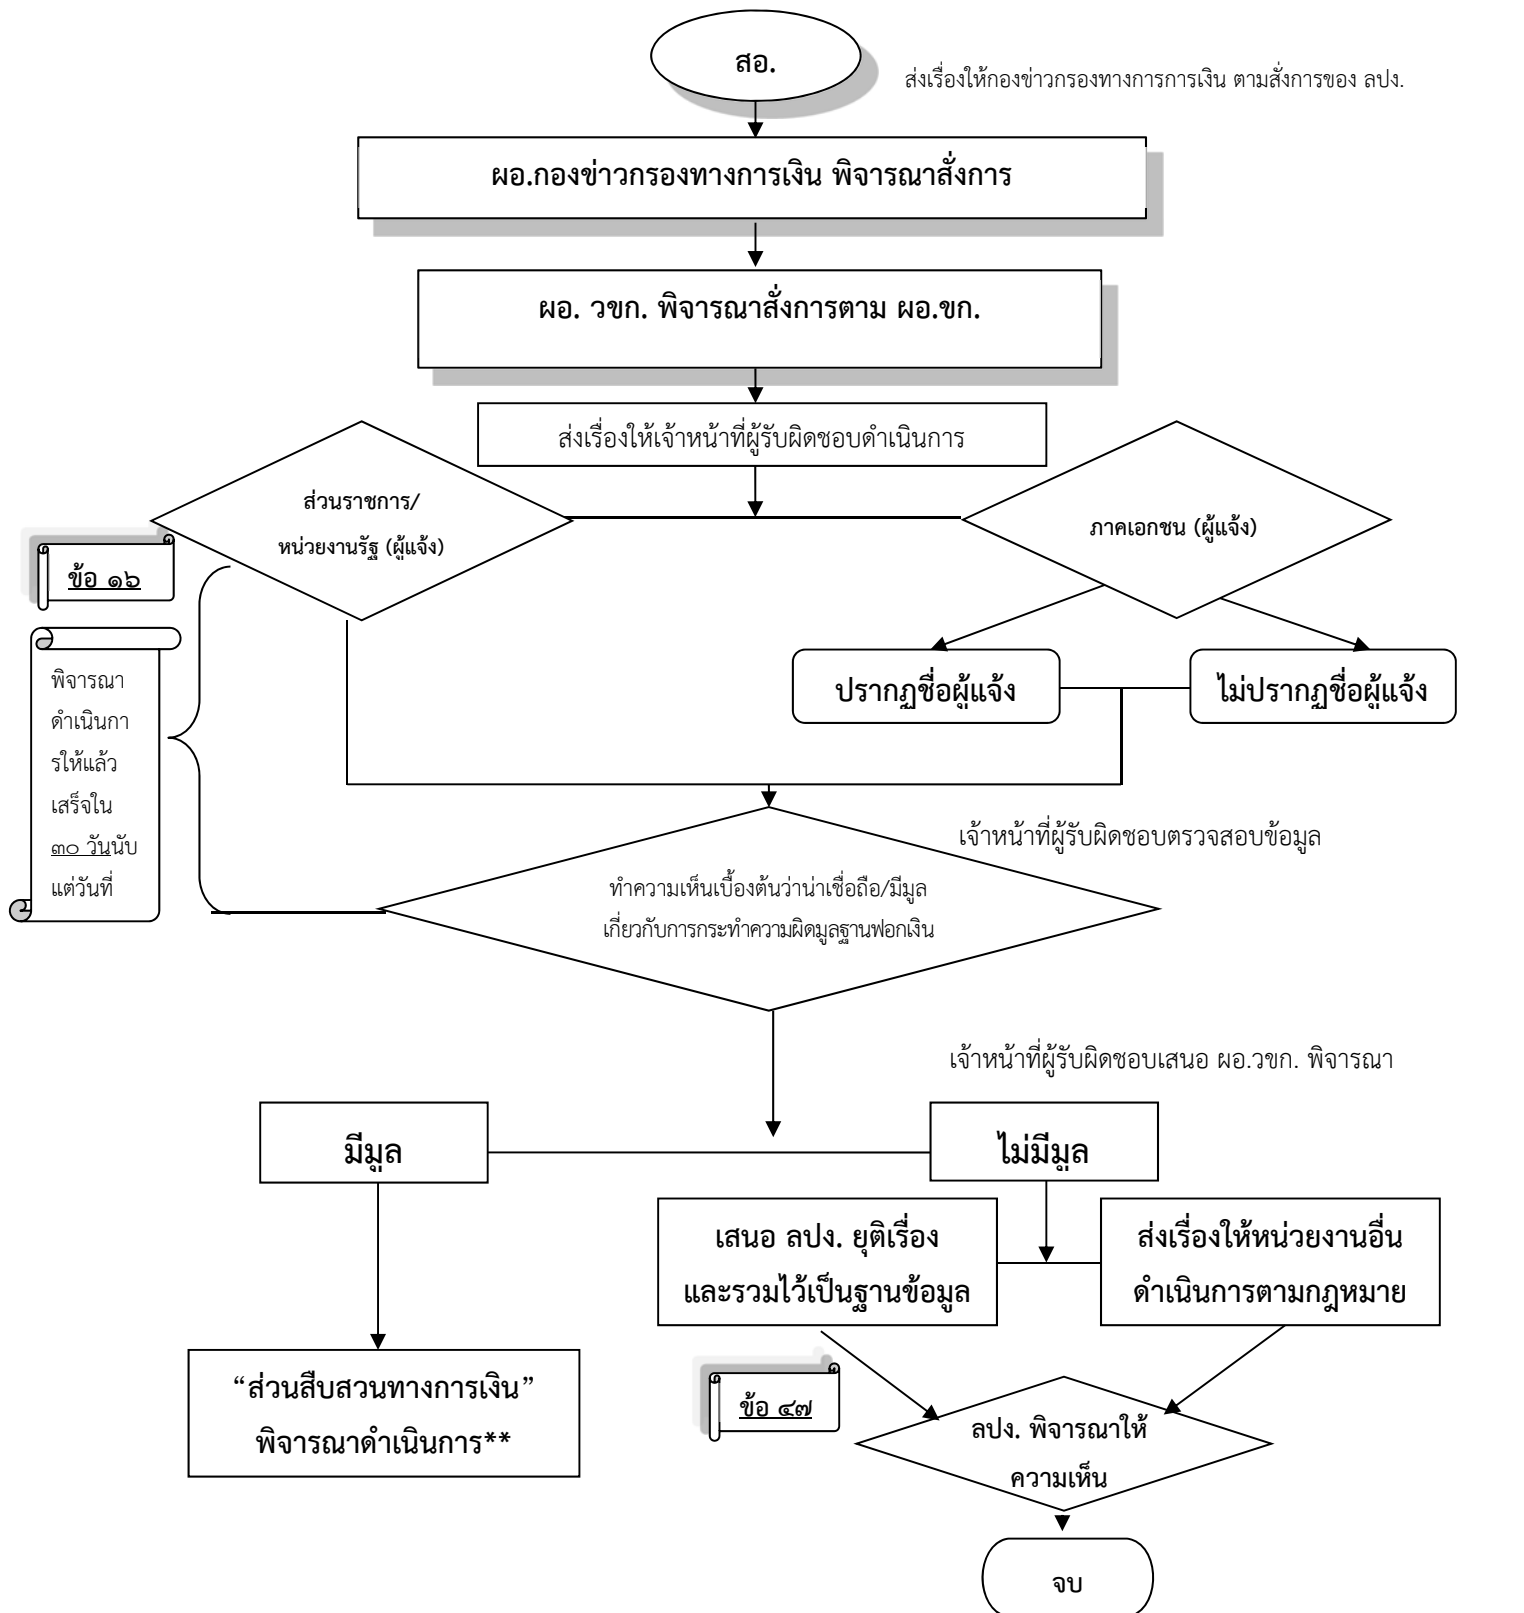 สอ.
ส่งเรื่องให้กองข่าวกรองทางการการเงิน ตามสั่งการของ ลปง.
ผอ.กองข่าวกรองทางการเงิน พิจารณาสั่งการ
ผอ. วขก. พิจารณาสั่งการตาม ผอ.ขก.
ส่งเรื่องให้เจ้าหน้าที่ผู้รับผิดชอบดำเนินการ
ส่วนราชการ/
หน่วยงานรัฐ (ผู้แจ้ง)
ภาคเอกชน (ผู้แจ้ง)
ข้อ ๑๖
ปรากฏชื่อผู้แจ้ง
ไม่ปรากฏชื่อผู้แจ้ง
พิจารณา
ดำเนินกา
รให้แล้ว
เสร็จใน
๓๐ วันนับ
แต่วันที่
เจ้าหน้าที่ผู้รับผิดชอบตรวจสอบข้อมูล
ทำความเห็นเบื้องต้นว่าน่าเชื่อถือ/มีมูล
เกี่ยวกับการกระทำความผิดมูลฐานฟอกเงิน
เจ้าหน้าที่ผู้รับผิดชอบเสนอ ผอ.วขก. พิจารณา
มีมูล
ไม่มีมูล
เสนอ ลปง. ยุติเรื่อง
และรวมไว้เป็นฐานข้อมูล
ส่งเรื่องให้หน่วยงานอื่น
ดำเนินการตามกฎหมาย
“ส่วนสืบสวนทางการเงิน”
พิจารณาดำเนินการ**
ข้อ ๔๗
ลปง. พิจารณาให้
ความเห็น
จบ